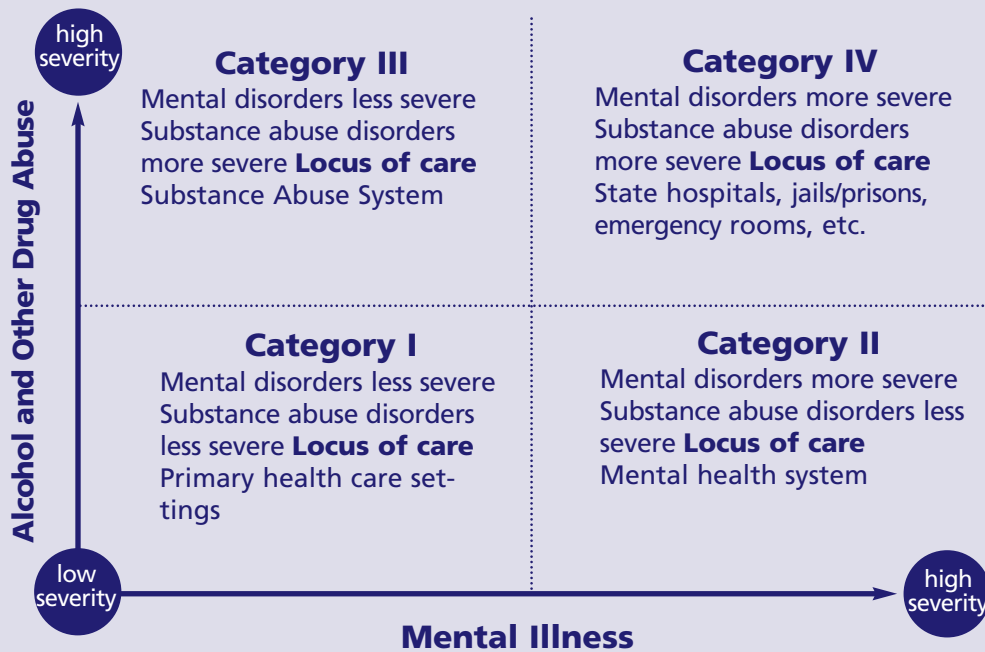 high
severity
Alcohol and Other Drug Abuse
Category III
Mental disorders less severe
Substance abuse disorders
more severe Locus of care
Substance Abuse System
Category IV
Mental disorders more severe
Substance abuse disorders
more severe Locus of care
State hospitals, jails/prisons,
emergency rooms, etc.
Category I
Mental disorders less severe
Substance abuse disorders
less severe Locus of care
Primary health care set-
tings
Category II
Mental disorders more severe
Substance abuse disorders less
severe Locus of care
Mental health system
low
severity
high
severity
Mental Illness